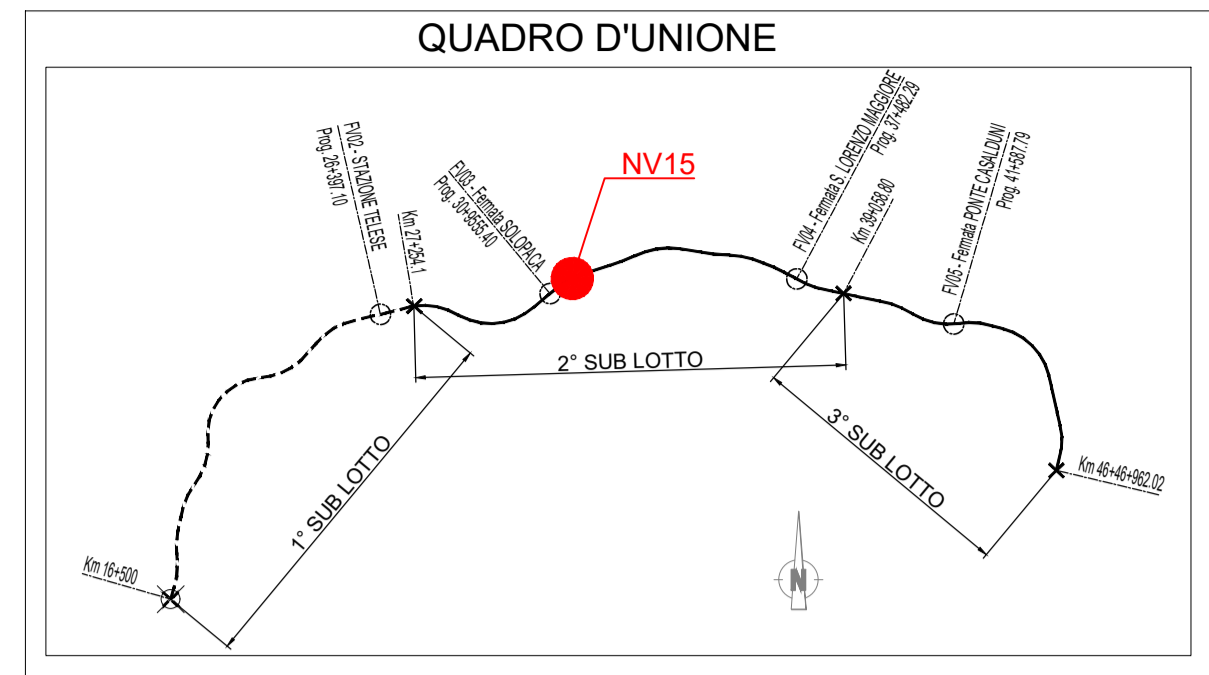 QUADRO D'UNIONE
FV02 - STAZIONE TELESE
Prog. 26+397.10
Km 27+254.1
FV03 - Fermata SOLOPACA
Prog. 30+9555.40
NV15
FV04 - Fermata S. LORENZO MAGGIORE
Prog. 37+482.29
Km 39+058.80
FV05 - Fermata PONTE CASALDUNI
Prog. 41+587.79
2° SUB LOTTO
1° SUB LOTTO
3° SUB LOTTO
Km 46+46+962.02
Km 16+500
N